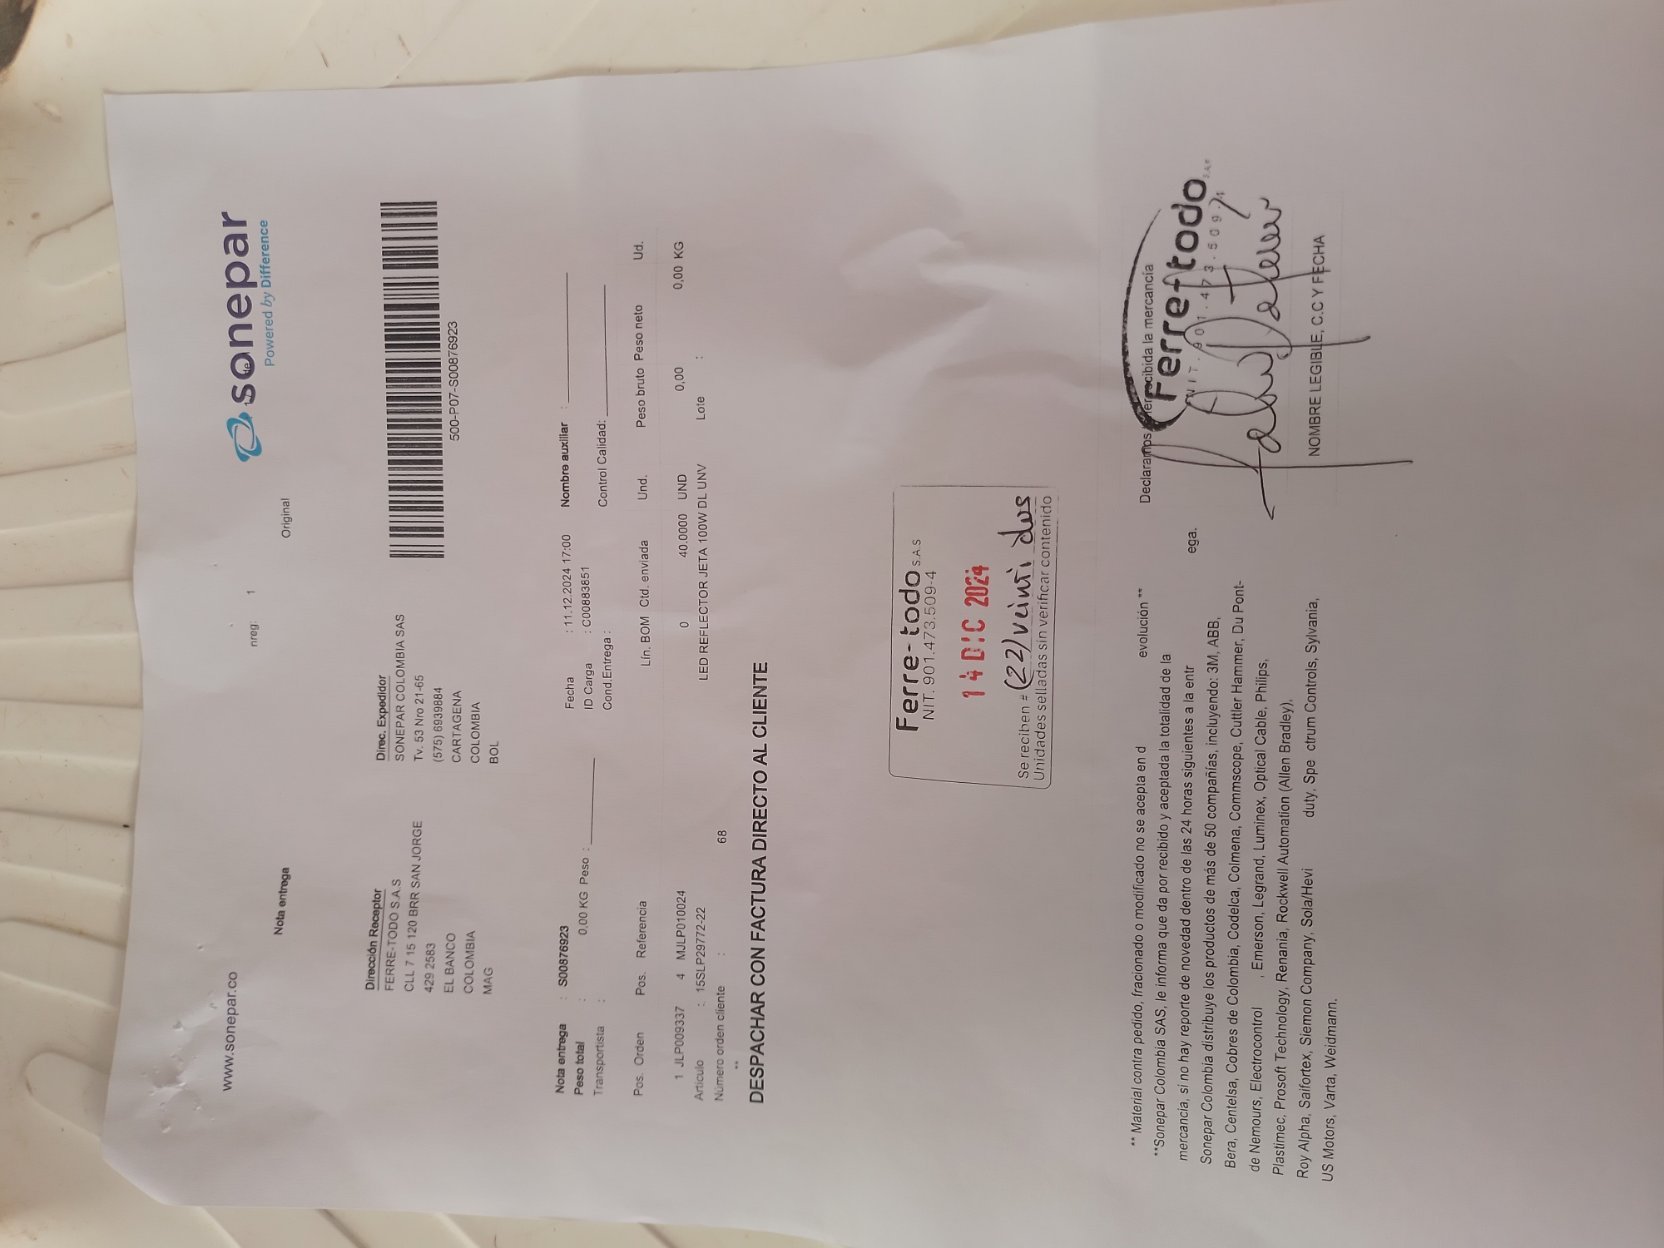 www.sonepar.co
sonepar
Powered by Difference
Nota entrega
nreg: 1
Original
1 de
Dirección Receptor
FERRE-TODO S.A.S
CLL 7 15 120 BRR SAN JORGE
429 2583
EL BANCO
COLOMBIA
MAG
Direc. Expedidor
SONEPAR COLOMBIA SAS
Tv. 53 Nro 21-65
(575) 6939884
CARTAGENA
COLOMBIA
BOL
500-P07-S00876923
Nota entrega : S00876923 Fecha : 11.12.2024 17:00 Nombre auxiliar :
Peso total : 0,00 KG Peso : ID Carga : C00883851
Transportista : Cond.Entrega : Control Calidad:
Pos. Orden Pos. Referencia Lín. BOM Ctd. enviada Und. Peso bruto Peso neto Ud.
1 JLP009337 4 MJLP010024 0 40.0000 UND 0,00 0,00 KG
Artículo : 15SLP29772-22 LED REFLECTOR JETA 100W DL UNV Lote :
Número orden cliente : 68
**
DESPACHAR CON FACTURA DIRECTO AL CLIENTE
Ferre-todo S.A.S
NIT. 901.473.509-4
14 DIC 2024
Se reciben # (22) veinti dos
Unidades selladas sin verificar contenido
** Material contra pedido, fracionado o modificado no se acepta en d evolución **
**Sonepar Colombia SAS, le informa que da por recibido y aceptada la totalidad de la
mercancía, si no hay reporte de novedad dentro de las 24 horas siguientes a la entr ega.
Sonepar Colombia distribuye los productos de más de 50 compañías, incluyendo: 3M, ABB,
Bera, Centelsa, Cobres de Colombia, Codelca, Colmena, Commscope, Cuttler Hammer, Du Pont-
de Nemours, Electrocontrol , Emerson, Legrand, Luminex, Optical Cable, Philips,
Plastimec, Prosoft Technology, Renania, Rockwell Automation (Allen Bradley),
Roy Alpha, Saifortex, Siemon Company, Sola/Hevi duty, Spe ctrum Controls, Sylvania,
US Motors, Varta, Weidmann.
Declaramos haber recibida la mercancía
Ferre-todo S.A.S
NIT. 901.473.509-4
NOMBRE LEGIBLE, C.C Y FECHA